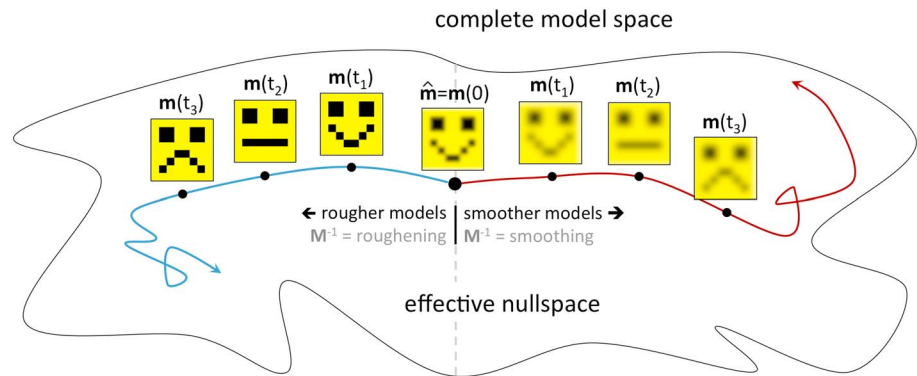 complete model space
m(t₃)
m(t₂)
m(t₁)
m̂=m(0)
m(t₁)
m(t₂)
m(t₃)
← rougher models
M⁻¹ = roughening
smoother models →
M⁻¹ = smoothing
effective nullspace